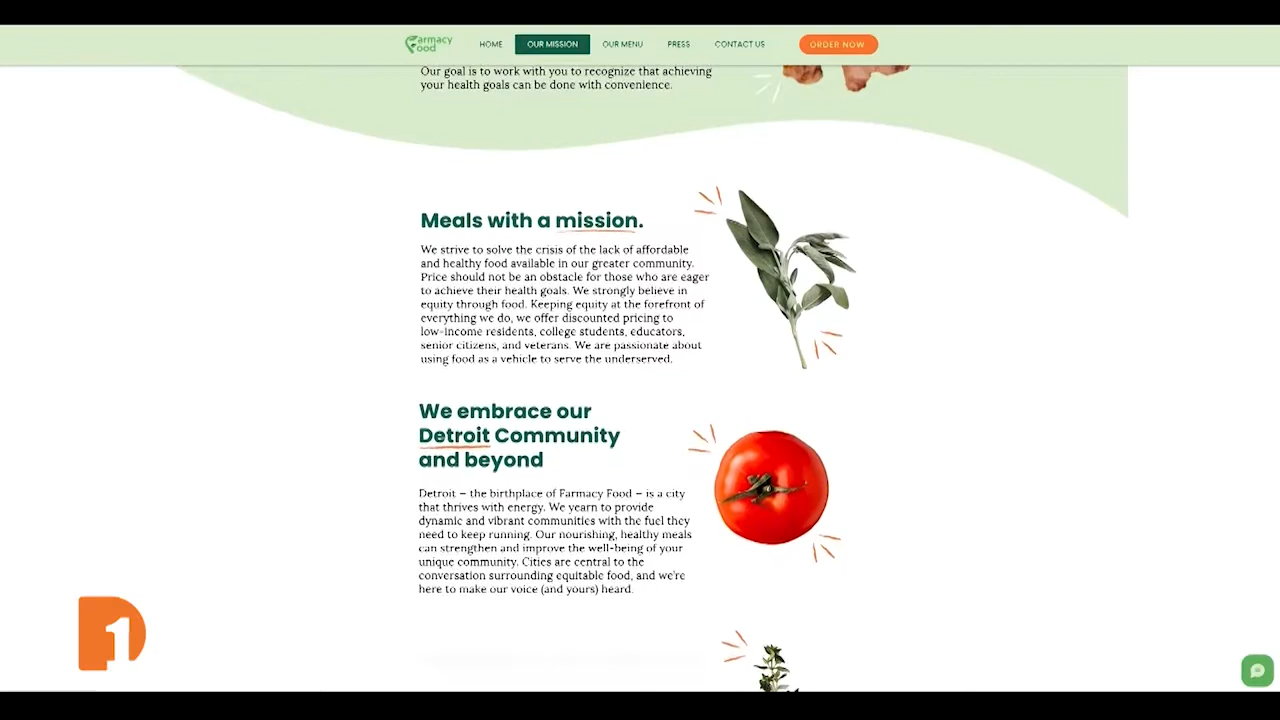 Farmacy
Food
HOME
OUR MISSION
OUR MENU
PRESS
CONTACT US
ORDER NOW
Our goal is to work with you to recognize that achieving
your health goals can be done with convenience.
Meals with a mission.
We strive to solve the crisis of the lack of affordable
and healthy food available in our greater community.
Price should not be an obstacle for those who are eager
to achieve their health goals. We strongly believe in
equity through food. Keeping equity at the forefront of
everything we do, we offer discounted pricing to
low-income residents, college students, educators,
senior citizens, and veterans. We are passionate about
using food as a vehicle to serve the underserved.
We embrace our
Detroit Community
and beyond
Detroit – the birthplace of Farmacy Food – is a city
that thrives with energy. We yearn to provide
dynamic and vibrant communities with the fuel they
need to keep running. Our nourishing, healthy meals
can strengthen and improve the well-being of your
unique community. Cities are central to the
conversation surrounding equitable food, and we're
here to make our voice (and yours) heard.
D1